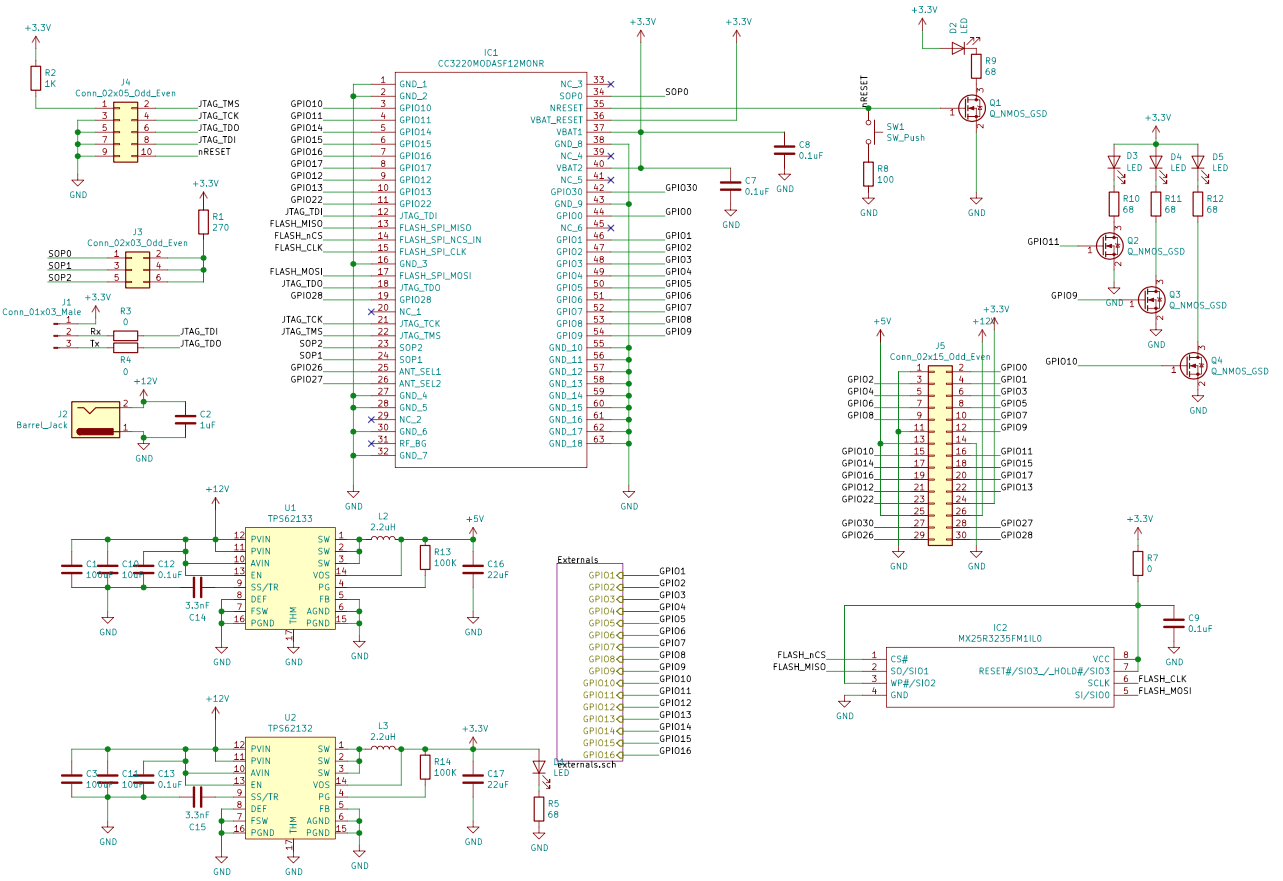 +3.3V
R2
1K
J4
Conn_02x05_Odd_Even
1 2 JTAG_TMS
3 4 JTAG_TCK
5 6 JTAG_TDO
7 8 JTAG_TDI
9 10 nRESET
GND
+3.3V
R1
270
J3
Conn_02x03_Odd_Even
SOP0 1 2
SOP1 3 4
SOP2 5 6
J1
Conn_01x03_Male
+3.3V
1
2 Rx
3 Tx
R3
0
JTAG_TDI
JTAG_TDO
R4
0
+12V
J2
Barrel_Jack
2
1
C2
1uF
GND
IC1
CC3220MODASF12MONR
1 GND_1
2 GND_2
GPIO10 3 GPIO10
GPIO11 4 GPIO11
GPIO14 5 GPIO14
GPIO15 6 GPIO15
GPIO16 7 GPIO16
GPIO17 8 GPIO17
GPIO12 9 GPIO12
GPIO13 10 GPIO13
GPIO22 11 GPIO22
JTAG_TDI 12 JTAG_TDI
FLASH_MISO 13 FLASH_SPI_MISO
FLASH_nCS 14 FLASH_SPI_NCS_IN
FLASH_CLK 15 FLASH_SPI_CLK
16 GND_3
FLASH_MOSI 17 FLASH_SPI_MOSI
JTAG_TDO 18 JTAG_TDO
GPIO28 19 GPIO28
20 NC_1
JTAG_TCK 21 JTAG_TCK
JTAG_TMS 22 JTAG_TMS
SOP2 23 SOP2
SOP1 24 SOP1
GPIO26 25 ANT_SEL1
GPIO27 26 ANT_SEL2
27 GND_4
28 GND_5
29 NC_2
30 GND_6
31 RF_BG
32 GND_7
GND
NC_3 33
SOP0 34 SOP0
NRESET 35
VBAT_RESET 36
VBAT1 37
GND_8 38
NC_4 39
VBAT2 40
NC_5 41
GPIO30 42 GPIO30
GND_9 43
GPIO0 44 GPIO0
NC_6 45
GPIO1 46 GPIO1
GPIO2 47 GPIO2
GPIO3 48 GPIO3
GPIO4 49 GPIO4
GPIO5 50 GPIO5
GPIO6 51 GPIO6
GPIO7 52 GPIO7
GPIO8 53 GPIO8
GPIO9 54 GPIO9
GND_10 55
GND_11 56
GND_12 57
GND_13 58
GND_14 59
GND_15 60
GND_16 61
GND_17 62
GND_18 63
GND
+3.3V
+3.3V
C8
0.1uF
GND
C7
0.1uF
GND
nRESET
SW1
SW_Push
R8
100
GND
+3.3V
D2
LED
R9
68
Q1
Q_NMOS_GSD
1
2
3
GND
+3.3V
D3
LED
D4
LED
D5
LED
R10
68
R11
68
R12
68
GPIO11
1
2
3
Q2
Q_NMOS_GSD
GND
GPIO9
1
2
3
Q3
Q_NMOS_GSD
GND
GPIO10
1
2
3
Q4
Q_NMOS_GSD
GND
+5V
+12V
+3.3V
J5
Conn_02x15_Odd_Even
1 2 GPIO0
GPIO2 3 4 GPIO1
GPIO4 5 6 GPIO3
GPIO6 7 8 GPIO5
GPIO8 9 10 GPIO7
11 12 GPIO9
13 14
GPIO10 15 16 GPIO11
GPIO14 17 18 GPIO15
GPIO16 19 20 GPIO17
GPIO12 21 22 GPIO13
GPIO22 23 24
25 26
GPIO30 27 28 GPIO27
GPIO26 29 30 GPIO28
GND
GND
+12V
U1
TPS62133
12 PVIN
11 PVIN
10 AVIN
13 EN
9 SS/TR
8 DEF
7 FSW
16 PGND
SW 1
SW 2
SW 3
VOS 14
PG 4
FB 5
AGND 6
PGND 15
THM
17
C1
100uF
C10
C12
0.1uF
3.3nF
C14
GND
GND
GND
GND
L2
2.2uH
R13
100K
+5V
C16
22uF
GND
+12V
U2
TPS62132
12 PVIN
11 PVIN
10 AVIN
13 EN
9 SS/TR
8 DEF
7 FSW
16 PGND
SW 1
SW 2
SW 3
VOS 14
PG 4
FB 5
AGND 6
PGND 15
THM
17
C3
100uF
C11
C13
0.1uF
3.3nF
C15
GND
GND
GND
GND
L3
2.2uH
R14
100K
+3.3V
C17
22uF
GND
LED
R5
68
GND
Externals
GPIO1 GPIO1
GPIO2 GPIO2
GPIO3 GPIO3
GPIO4 GPIO4
GPIO5 GPIO5
GPIO6 GPIO6
GPIO7 GPIO7
GPIO8 GPIO8
GPIO9 GPIO9
GPIO10 GPIO10
GPIO11 GPIO11
GPIO12 GPIO12
GPIO13 GPIO13
GPIO14 GPIO14
GPIO15 GPIO15
GPIO16 GPIO16
externals.sch
+3.3V
R7
0
C9
0.1uF
GND
IC2
MX25R3235FM1IL0
FLASH_nCS 1 CS#
FLASH_MISO 2 SO/SIO1
3 WP#/SIO2
4 GND
VCC 8
RESET#/SIO3_/_HOLD#/SIO3 7
SCLK 6 FLASH_CLK
SI/SIO0 5 FLASH_MOSI
GND